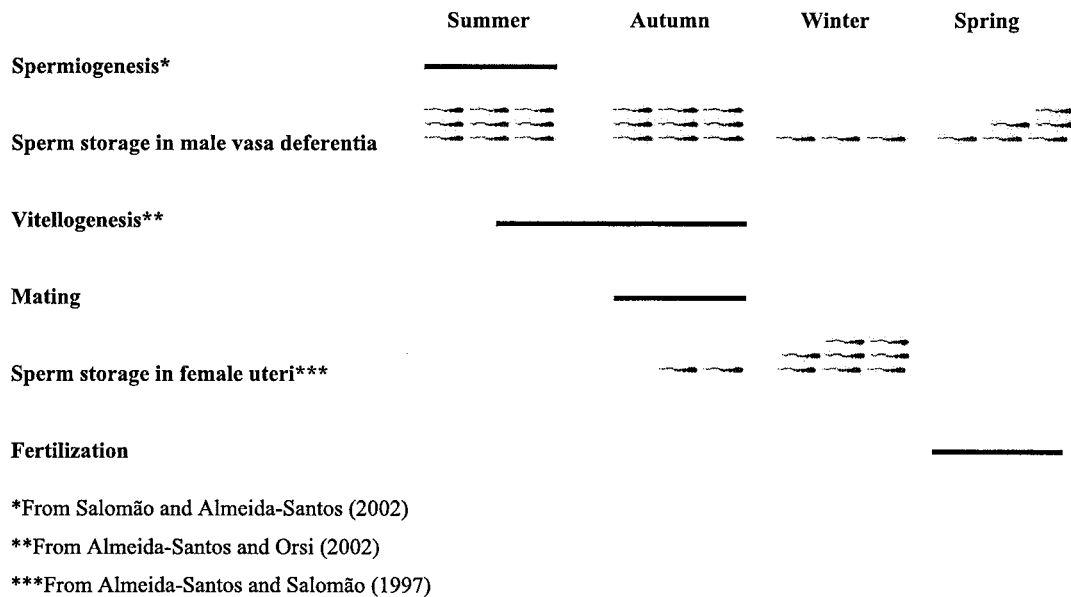 Summer Autumn Winter Spring
Spermiogenesis*
Sperm storage in male vasa deferentia
Vitellogenesis**
Mating
Sperm storage in female uteri***
Fertilization
*From Salomão and Almeida-Santos (2002)
**From Almeida-Santos and Orsi (2002)
***From Almeida-Santos and Salomão (1997)